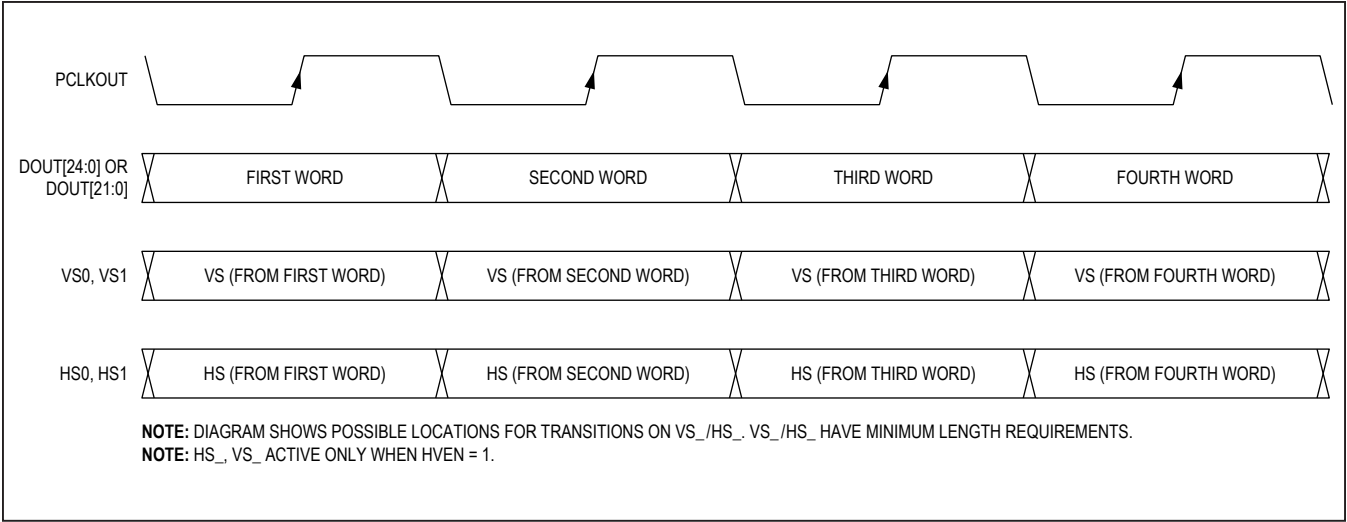 PCLKOUT
DOUT[24:0] OR
DOUT[21:0]
FIRST WORD
SECOND WORD
THIRD WORD
FOURTH WORD
VS0, VS1
VS (FROM FIRST WORD)
VS (FROM SECOND WORD)
VS (FROM THIRD WORD)
VS (FROM FOURTH WORD)
HS0, HS1
HS (FROM FIRST WORD)
HS (FROM SECOND WORD)
HS (FROM THIRD WORD)
HS (FROM FOURTH WORD)
NOTE: DIAGRAM SHOWS POSSIBLE LOCATIONS FOR TRANSITIONS ON VS_/HS_. VS_/HS_ HAVE MINIMUM LENGTH REQUIREMENTS.
NOTE: HS_, VS_ ACTIVE ONLY WHEN HVEN = 1.